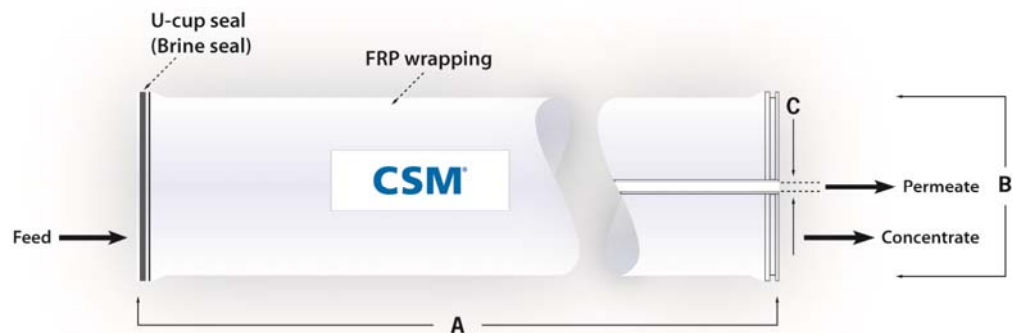 U-cup seal
(Brine seal)
FRP wrapping
C
CSM®
Permeate
B
Feed
Concentrate
A